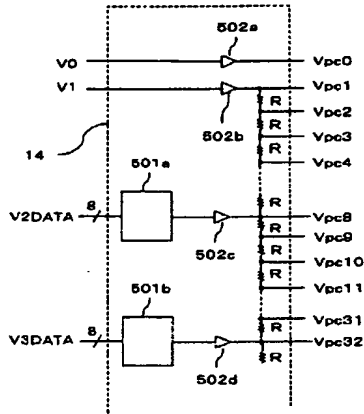 502a
V0 Vpc0
V1 Vpc1
R
Vpc2
502b R
Vpc3
14 R
501a Vpc4
R
V2DATA 8 Vpc8
R
Vpc9
502c R
Vpc10
501b R
Vpc11
Vpc31
8 R
V3DATA Vpc32
R
502d